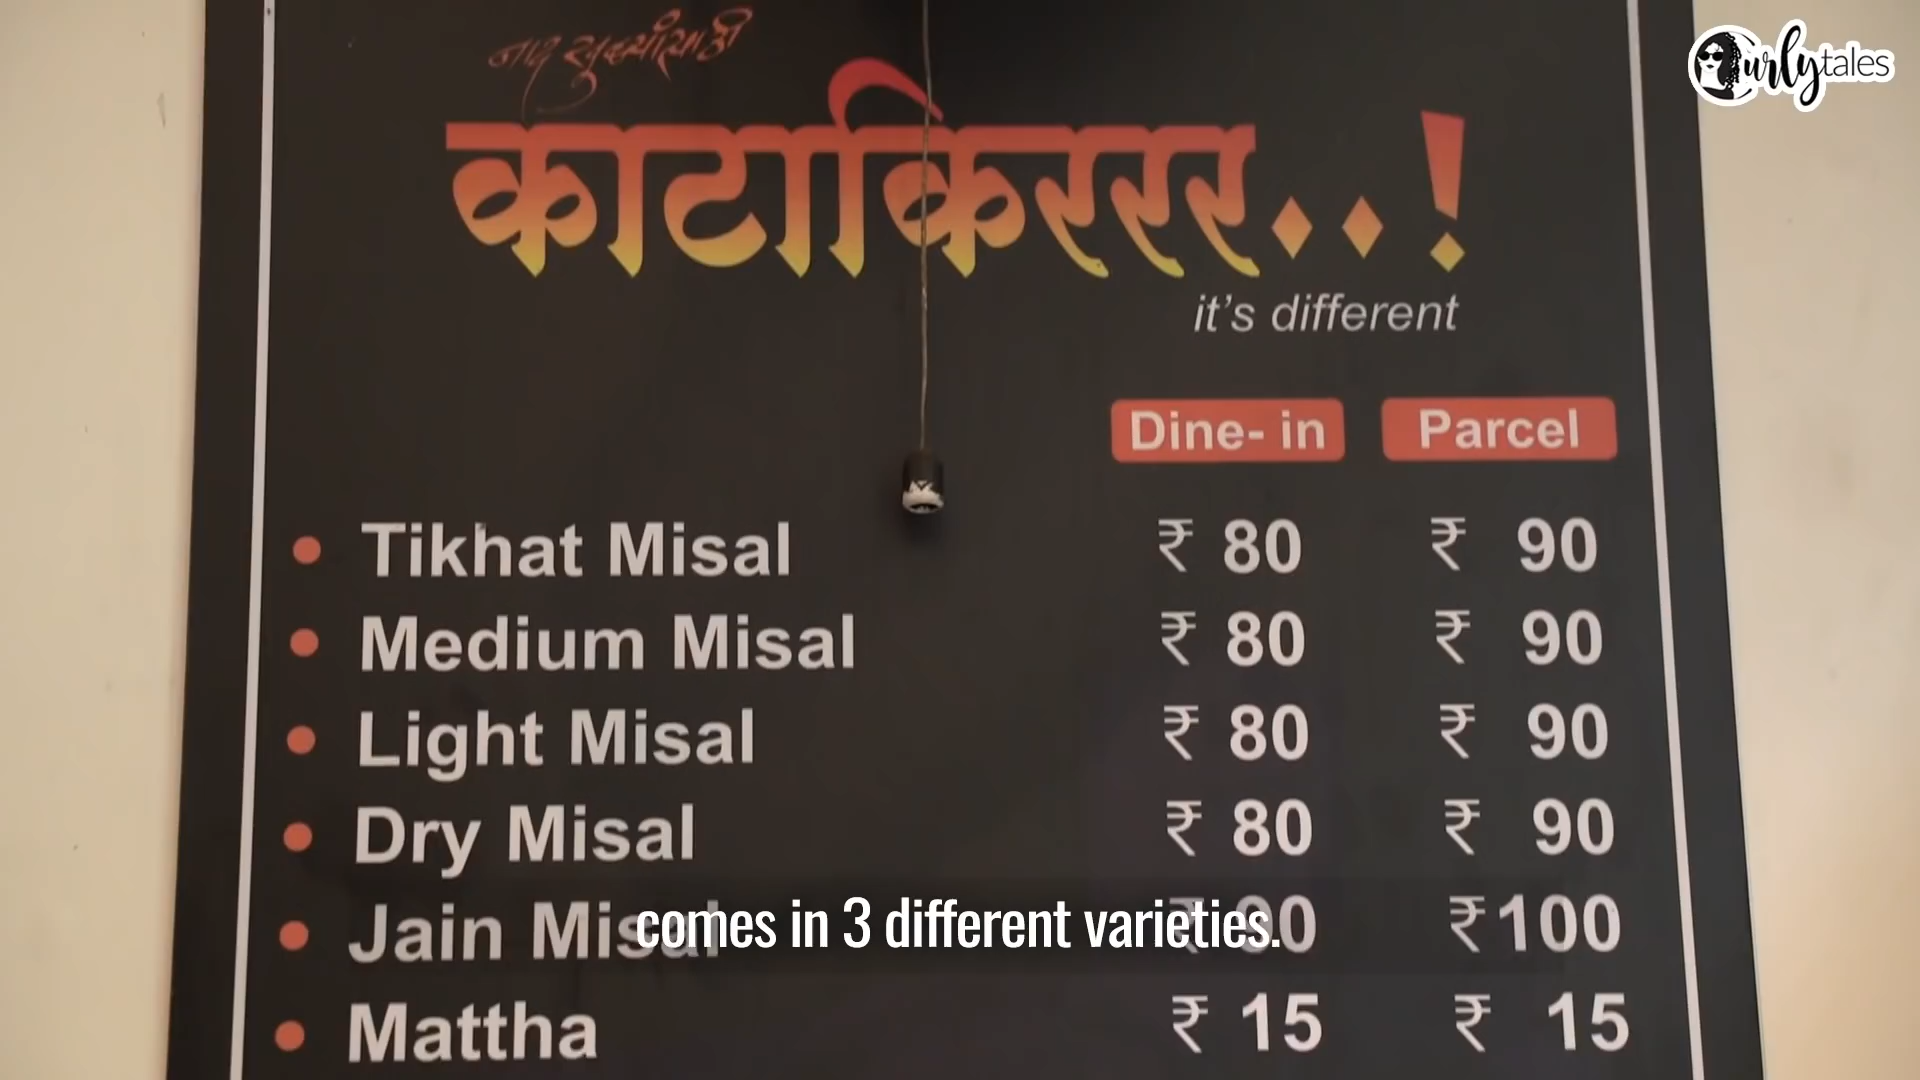 curly tales
काटाकिररर..!
it's different
Dine- in Parcel
Tikhat Misal ₹ 80 ₹ 90
Medium Misal ₹ 80 ₹ 90
Light Misal ₹ 80 ₹ 90
Dry Misal ₹ 80 ₹ 90
Jain Misal ₹ 90 ₹ 100
comes in 3 different varieties.
Mattha ₹ 15 ₹ 15